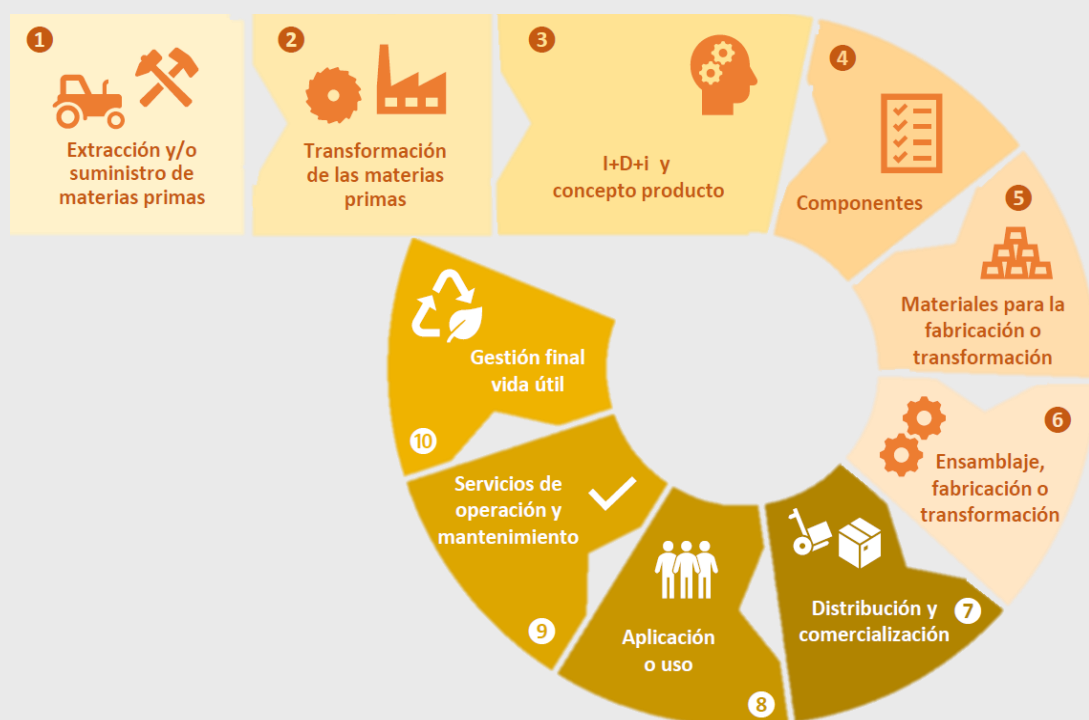 1
Extracción y/o
suministro de
materias primas
2
Transformación
de las materias
primas
3
I+D+i y
concepto producto
4
Componentes
5
Materiales para la
fabricación o
transformación
6
Ensamblaje,
fabricación o
transformación
7
Distribución y
comercialización
8
Aplicación
o uso
9
Servicios de
operación y
mantenimiento
10
Gestión final
vida útil